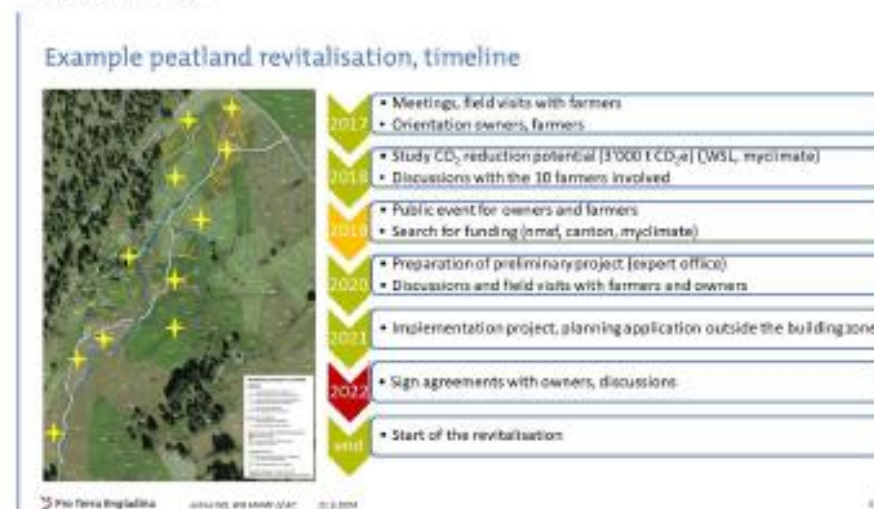 Example peatland revitalisation, timeline
2017
• Meetings, field visits with farmers
• Orientation owners, farmers
2018
• Study CO₂ reduction potential (3'000 t CO₂e) (WSL, myclimate)
• Discussions with the 10 farmers involved
2019
• Public event for owners and farmers
• Search for funding (nmsf, canton, myclimate)
2020
• Preparation of preliminary project (expert office)
• Discussions and field visits with farmers and owners
2021
• Implementation project, planning application outside the building zone
2022
• Sign agreements with owners, discussions
end
• Start of the revitalisation
Pro Terra Engiadina